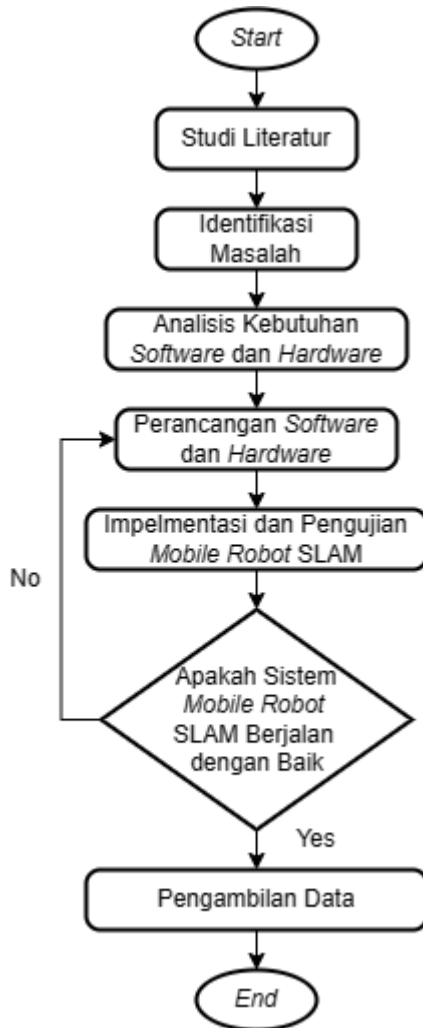 Start
Studi Literatur
Identifikasi
Masalah
Analisis Kebutuhan
Software dan Hardware
Perancangan Software
dan Hardware
Impelmentasi dan Pengujian
Mobile Robot SLAM
No
Apakah Sistem
Mobile Robot
SLAM Berjalan
dengan Baik
Yes
Pengambilan Data
End